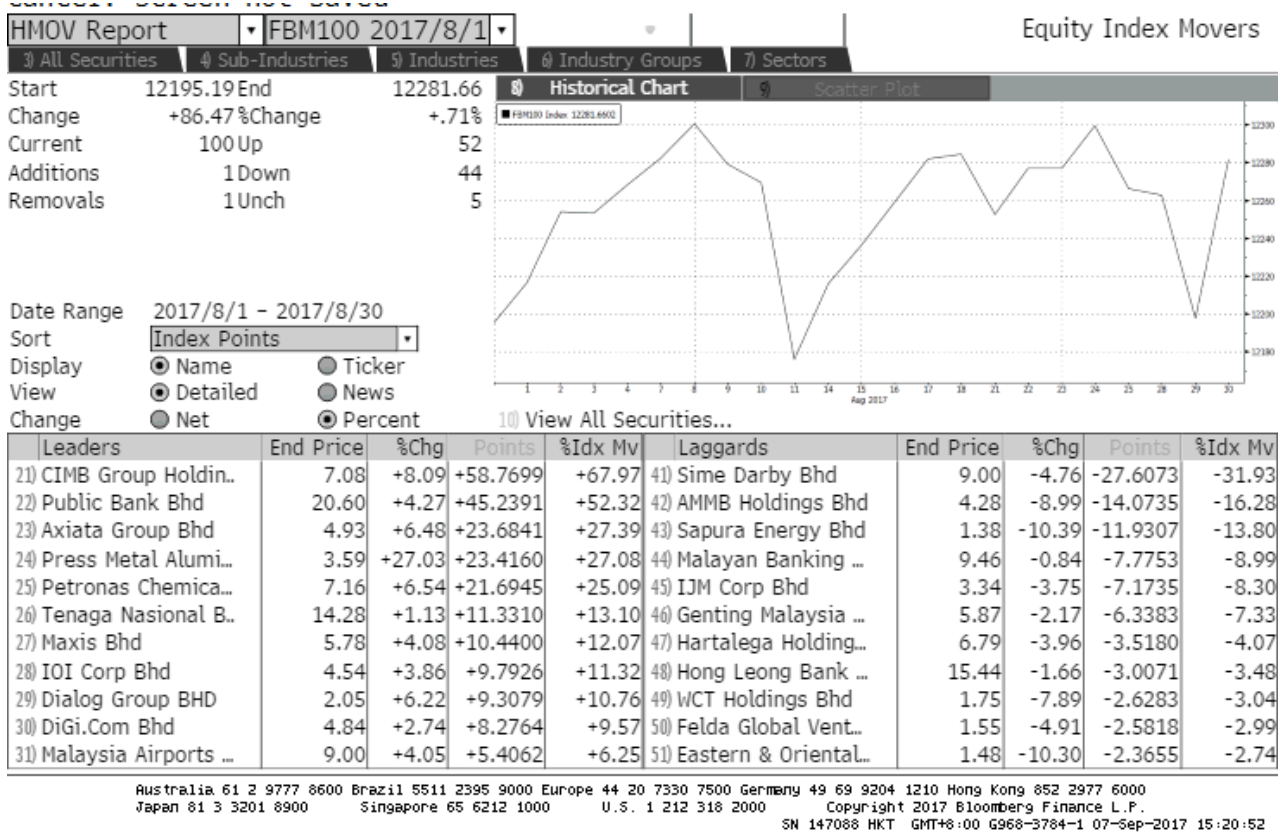 Cancel: Screen not saved
HMOV Report FBM100 2017/8/1 Equity Index Movers
3) All Securities 4) Sub-Industries 5) Industries 6) Industry Groups 7) Sectors
Start 12195.19 End 12281.66 8) Historical Chart 9) Scatter Plot
Change +86.47 %Change +.71% FBM100 Index 12281.6602
Current 100 Up 52
Additions 1 Down 44
Removals 1 Unch 5
12300
12280
12260
12240
12220
12200
12180
Date Range 2017/8/1 - 2017/8/30
Sort Index Points
Display Name Ticker
View Detailed News
1 2 3 4 7 8 9 10 11 14 15 16 17 18 21 22 23 24 25 28 29 30
Aug 2017
Change Net Percent 10) View All Securities...
Leaders End Price %Chg Points %Idx Mv Laggards End Price %Chg Points %Idx Mv
21) CIMB Group Holdin.. 7.08 +8.09 +58.7699 +67.97 41) Sime Darby Bhd 9.00 -4.76 -27.6073 -31.93
22) Public Bank Bhd 20.60 +4.27 +45.2391 +52.32 42) AMMB Holdings Bhd 4.28 -8.99 -14.0735 -16.28
23) Axiata Group Bhd 4.93 +6.48 +23.6841 +27.39 43) Sapura Energy Bhd 1.38 -10.39 -11.9307 -13.80
24) Press Metal Alumi... 3.59 +27.03 +23.4160 +27.08 44) Malayan Banking ... 9.46 -0.84 -7.7753 -8.99
25) Petronas Chemica... 7.16 +6.54 +21.6945 +25.09 45) IJM Corp Bhd 3.34 -3.75 -7.1735 -8.30
26) Tenaga Nasional B.. 14.28 +1.13 +11.3310 +13.10 46) Genting Malaysia ... 5.87 -2.17 -6.3383 -7.33
27) Maxis Bhd 5.78 +4.08 +10.4400 +12.07 47) Hartalega Holding... 6.79 -3.96 -3.5180 -4.07
28) IOI Corp Bhd 4.54 +3.86 +9.7926 +11.32 48) Hong Leong Bank ... 15.44 -1.66 -3.0071 -3.48
29) Dialog Group BHD 2.05 +6.22 +9.3079 +10.76 49) WCT Holdings Bhd 1.75 -7.89 -2.6283 -3.04
30) DiGi.Com Bhd 4.84 +2.74 +8.2764 +9.57 50) Felda Global Vent... 1.55 -4.91 -2.5818 -2.99
31) Malaysia Airports ... 9.00 +4.05 +5.4062 +6.25 51) Eastern & Oriental... 1.48 -10.30 -2.3655 -2.74
Australia 61 2 9777 8600 Brazil 5511 2395 9000 Europe 44 20 7330 7500 Germany 49 69 9204 1210 Hong Kong 852 2977 6000
Japan 81 3 3201 8900 Singapore 65 6212 1000 U.S. 1 212 318 2000 Copyright 2017 Bloomberg Finance L.P.
SN 147088 HKT GMT+8:00 G968-3784-1 07-Sep-2017 15:20:52